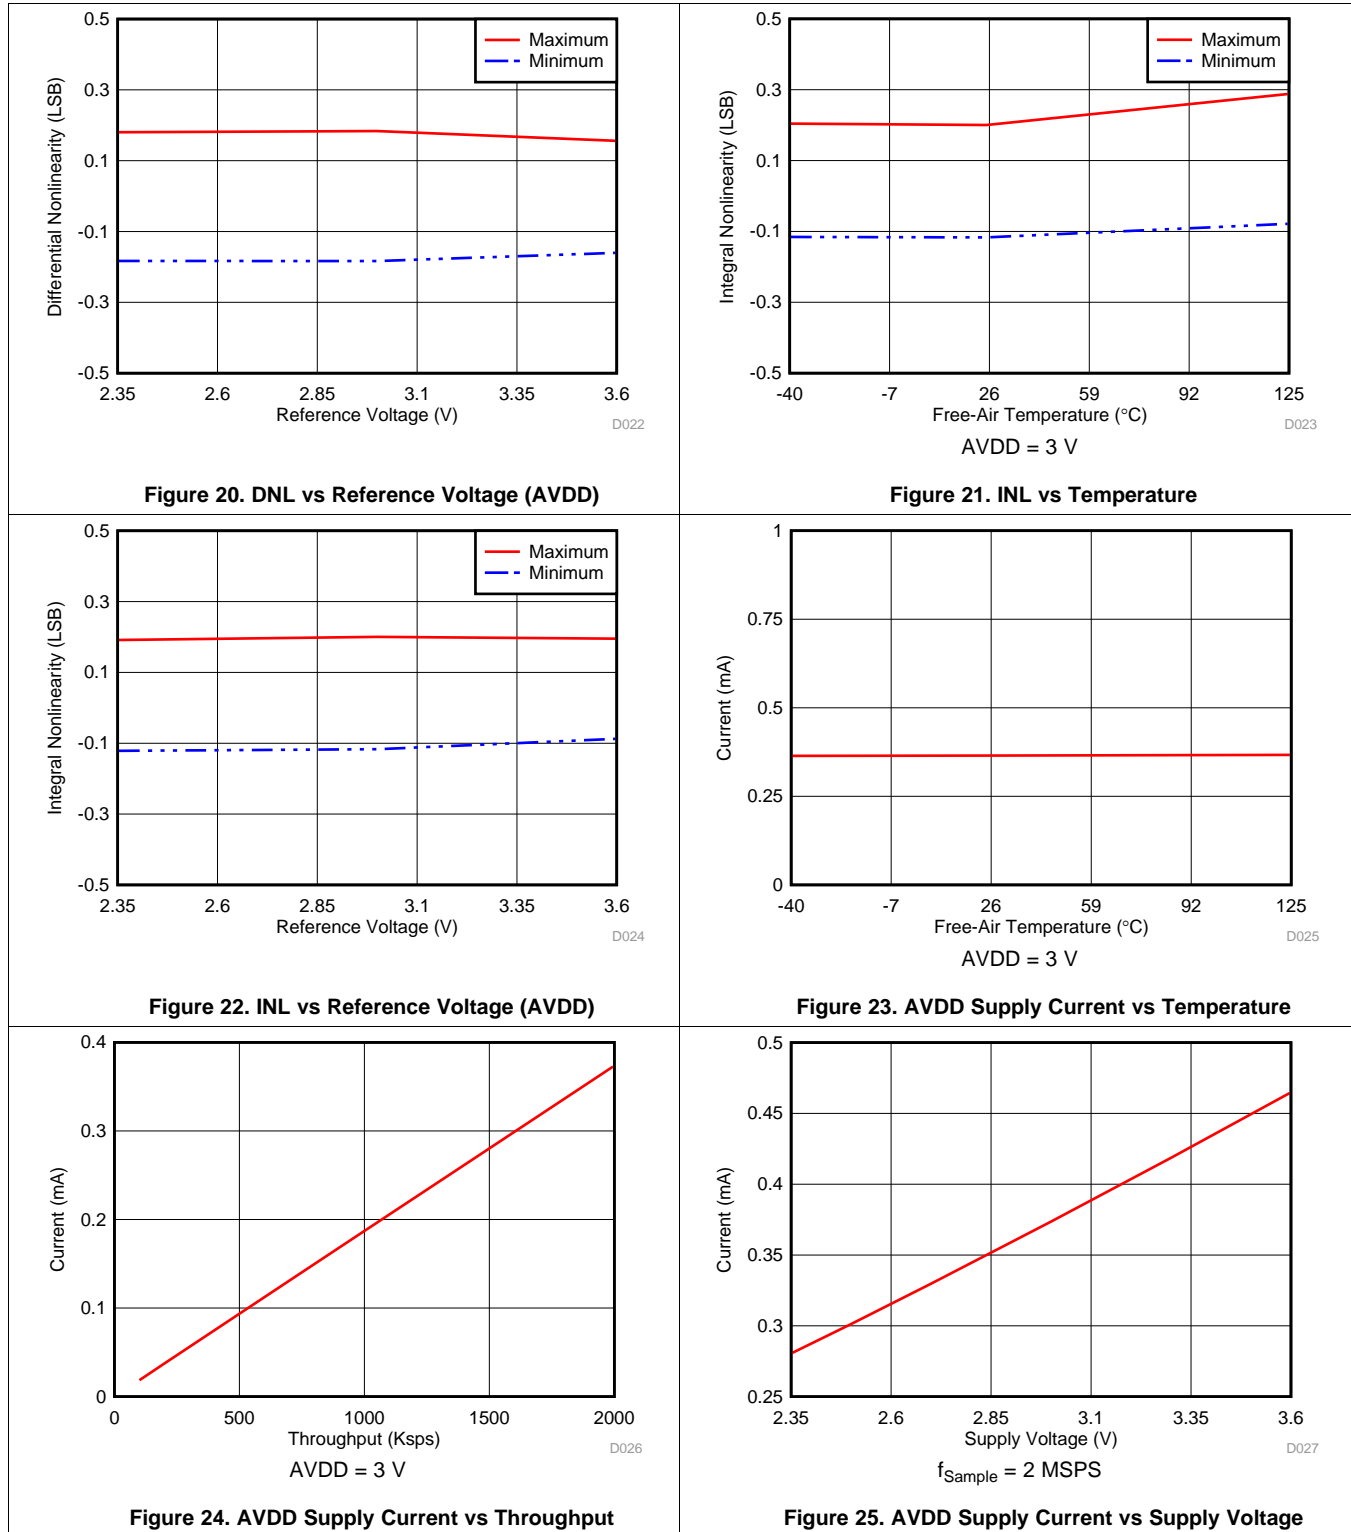 0.5
0.3
0.1
-0.1
-0.3
-0.5
Differential Nonlinearity (LSB)
Maximum
Minimum
2.35 2.6 2.85 3.1 3.35 3.6
Reference Voltage (V)
D022
Figure 20. DNL vs Reference Voltage (AVDD)
0.5
0.3
0.1
-0.1
-0.3
-0.5
Integral Nonlinearity (LSB)
Maximum
Minimum
-40 -7 26 59 92 125
Free-Air Temperature (°C)
D023
AVDD = 3 V
Figure 21. INL vs Temperature
0.5
0.3
0.1
-0.1
-0.3
-0.5
Integral Nonlinearity (LSB)
Maximum
Minimum
2.35 2.6 2.85 3.1 3.35 3.6
Reference Voltage (V)
D024
Figure 22. INL vs Reference Voltage (AVDD)
1
0.75
0.5
0.25
0
Current (mA)
-40 -7 26 59 92 125
Free-Air Temperature (°C)
D025
AVDD = 3 V
Figure 23. AVDD Supply Current vs Temperature
0.4
0.3
0.2
0.1
0
Current (mA)
0 500 1000 1500 2000
Throughput (Ksps)
D026
AVDD = 3 V
Figure 24. AVDD Supply Current vs Throughput
0.5
0.45
0.4
0.35
0.3
0.25
Current (mA)
2.35 2.6 2.85 3.1 3.35 3.6
Supply Voltage (V)
D027
fSample = 2 MSPS
Figure 25. AVDD Supply Current vs Supply Voltage